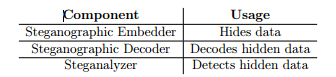 Component Usage
Steganographic Embedder Hides data
Steganographic Decoder Decodes hidden data
Steganalyzer Detects hidden data